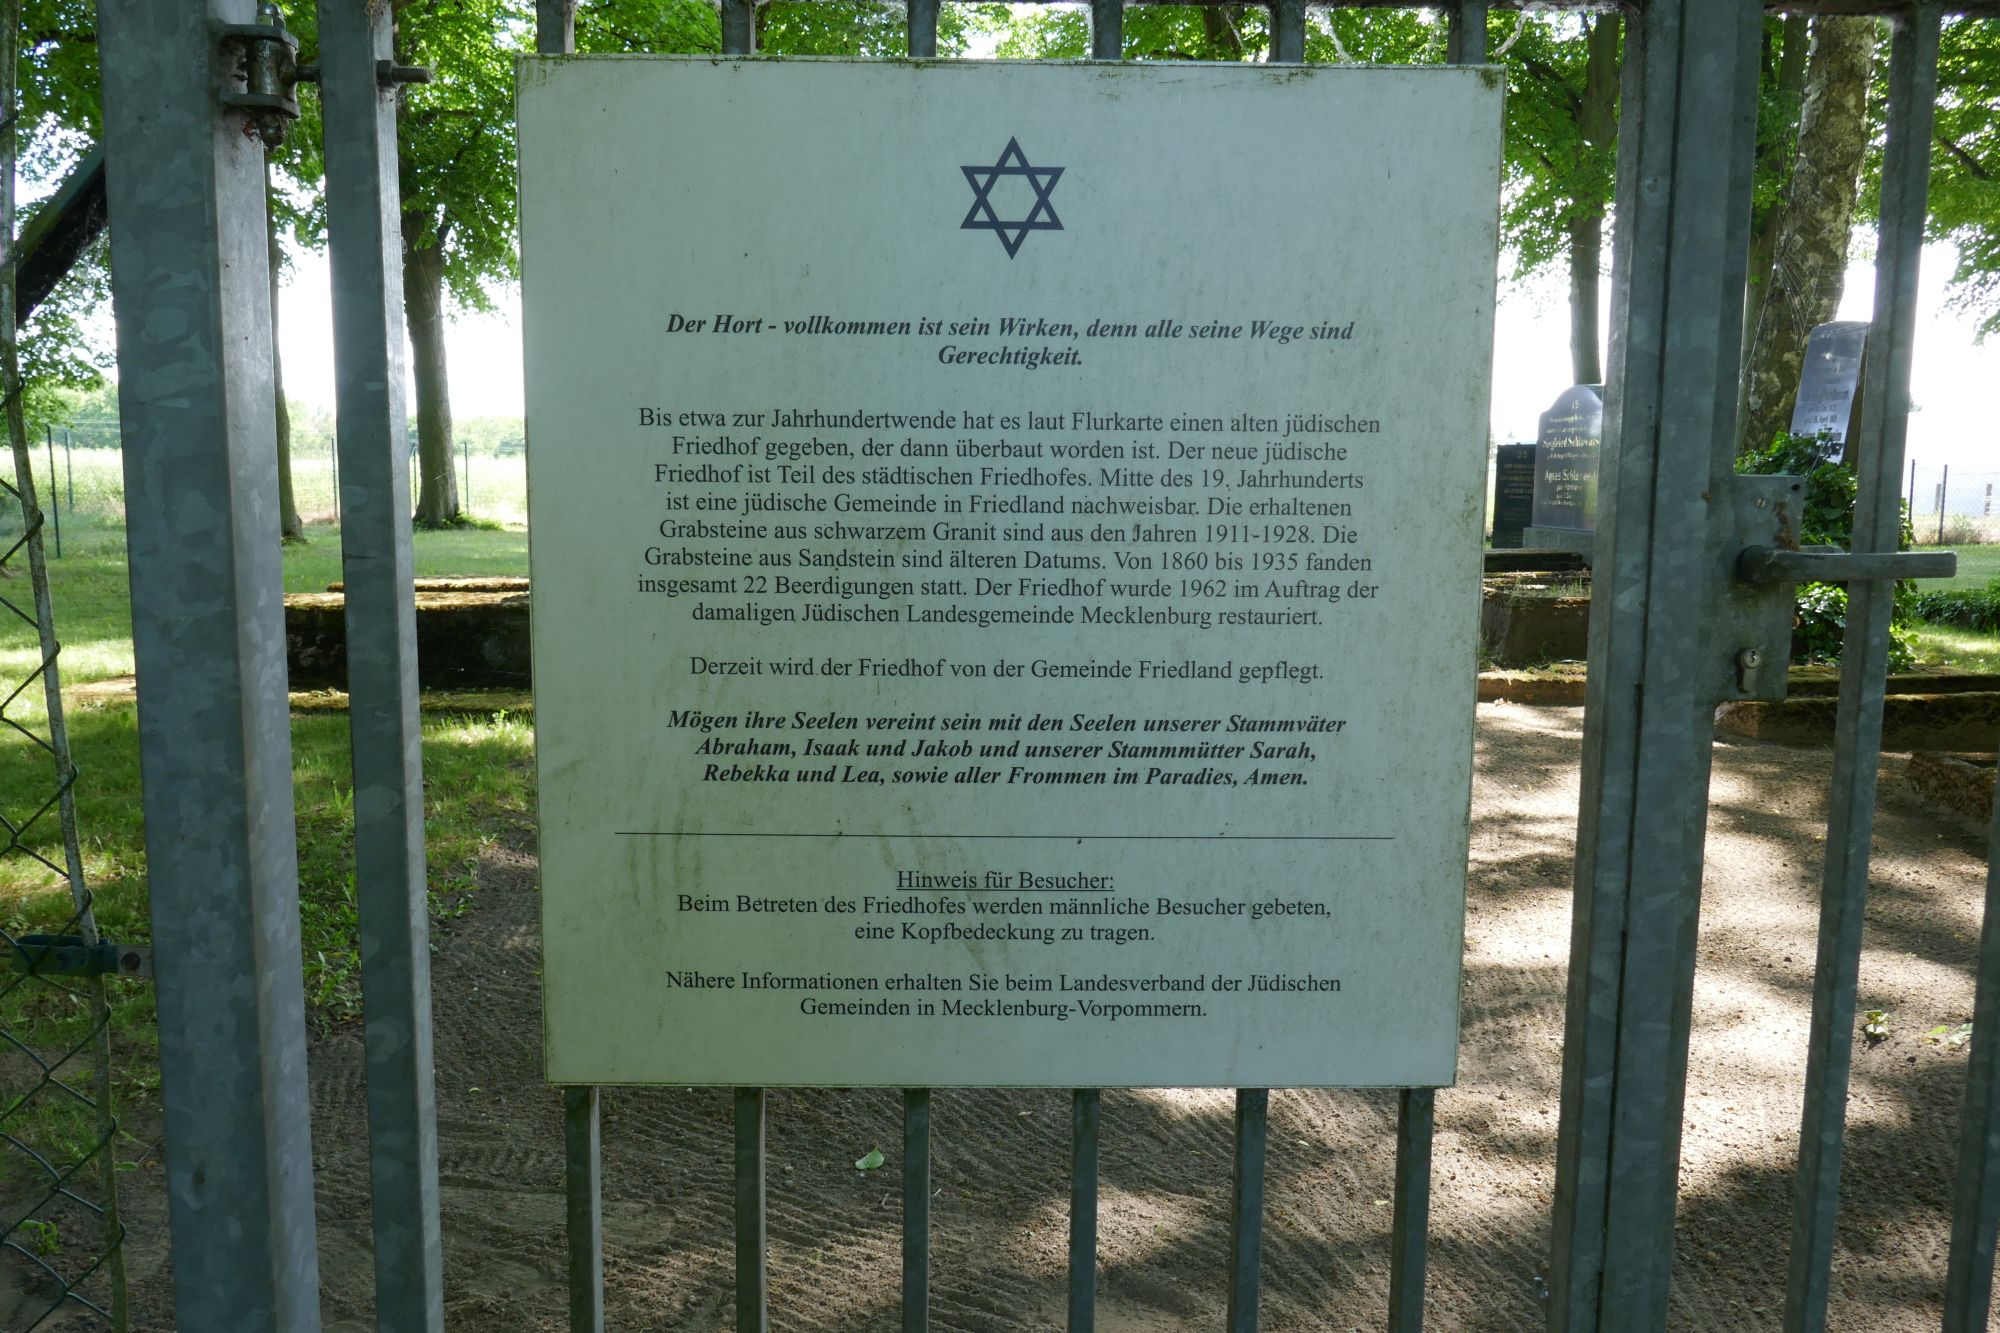 Der Hort - vollkommen ist sein Wirken, denn alle seine Wege sind
Gerechtigkeit.
Bis etwa zur Jahrhundertwende hat es laut Flurkarte einen alten jüdischen
Friedhof gegeben, der dann überbaut worden ist. Der neue jüdische
Friedhof ist Teil des städtischen Friedhofes. Mitte des 19. Jahrhunderts
ist eine jüdische Gemeinde in Friedland nachweisbar. Die erhaltenen
Grabsteine aus schwarzem Granit sind aus den Jahren 1911-1928. Die
Grabsteine aus Sandstein sind älteren Datums. Von 1860 bis 1935 fanden
insgesamt 22 Beerdigungen statt. Der Friedhof wurde 1962 im Auftrag der
damaligen Jüdischen Landesgemeinde Mecklenburg restauriert.
Derzeit wird der Friedhof von der Gemeinde Friedland gepflegt.
Mögen ihre Seelen vereint sein mit den Seelen unserer Stammväter
Abraham, Isaak und Jakob und unserer Stammmütter Sarah,
Rebekka und Lea, sowie aller Frommen im Paradies, Amen.
Hinweis für Besucher:
Beim Betreten des Friedhofes werden männliche Besucher gebeten,
eine Kopfbedeckung zu tragen.
Nähere Informationen erhalten Sie beim Landesverband der Jüdischen
Gemeinden in Mecklenburg-Vorpommern.
Siegfried
Agnes